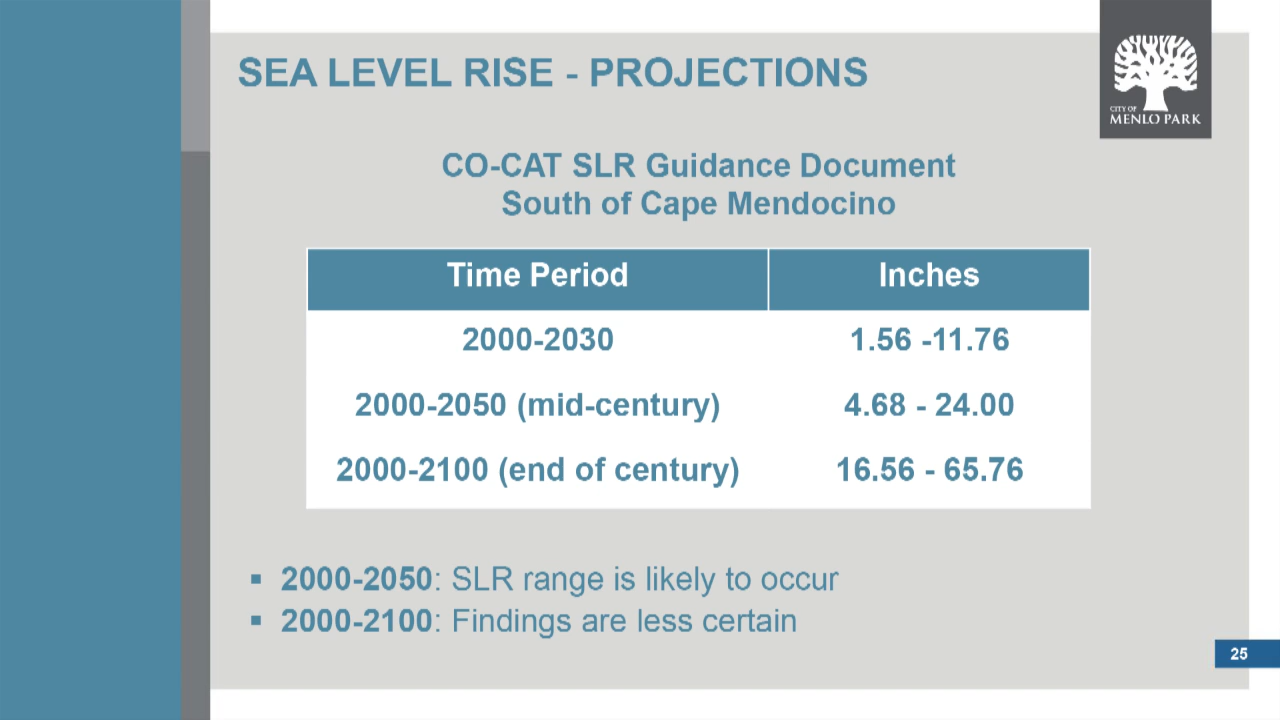 SEA LEVEL RISE - PROJECTIONS
CITY OF
MENLO PARK
CO-CAT SLR Guidance Document
South of Cape Mendocino
Time Period Inches
2000-2030 1.56 -11.76
2000-2050 (mid-century) 4.68 - 24.00
2000-2100 (end of century) 16.56 - 65.76
▪ 2000-2050: SLR range is likely to occur
▪ 2000-2100: Findings are less certain
25